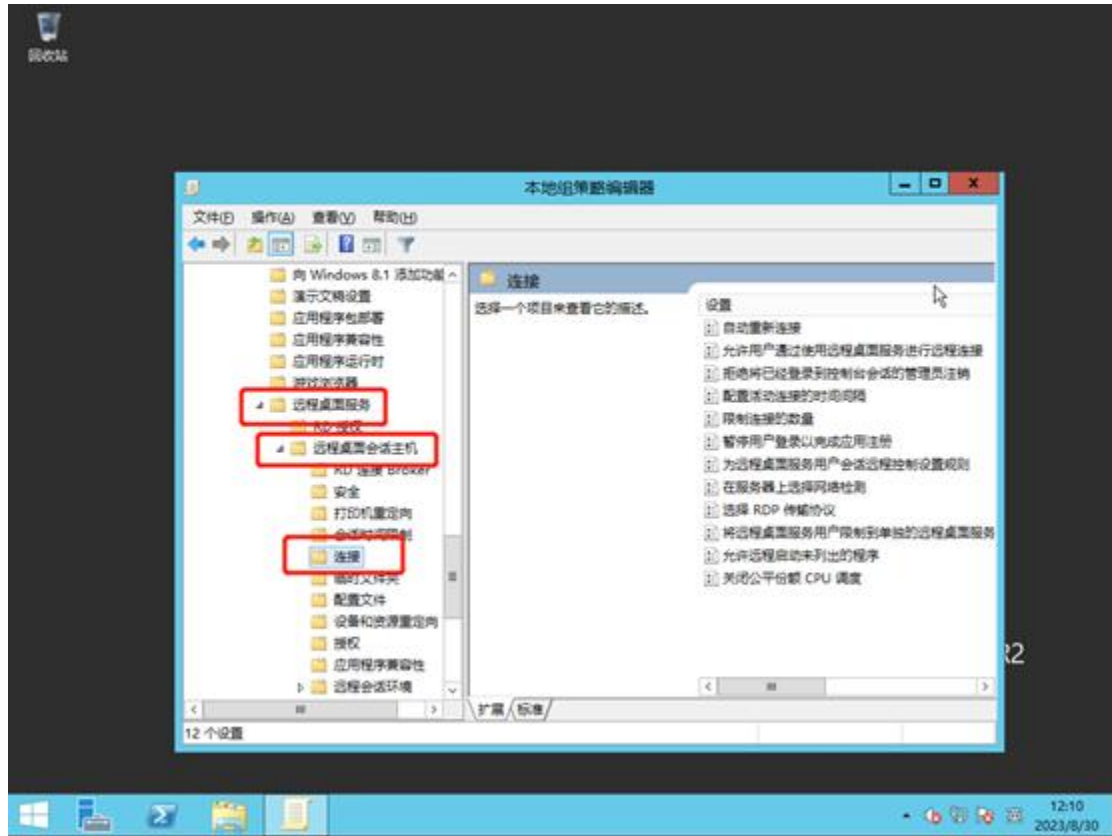 回收站
本地组策略编辑器
文件(F) 操作(A) 查看(V) 帮助(H)
向 Windows 8.1 添加功能
演示文稿设置
应用程序包部署
应用程序兼容性
应用程序运行时
游戏浏览器
远程桌面服务
RD 授权
远程桌面会话主机
RD 连接 Broker
安全
打印机重定向
会话时间限制
连接
临时文件夹
配置文件
设备和资源重定向
授权
应用程序兼容性
远程会话环境
连接
选择一个项目来查看它的描述。
设置
自动重新连接
允许用户通过使用远程桌面服务进行远程连接
拒绝将已经登录到控制台会话的管理员注销
配置活动连接的时间间隔
限制连接的数量
暂停用户登录以完成应用注册
为远程桌面服务用户会话远程控制设置规则
在服务器上选择网络检测
选择 RDP 传输协议
将远程桌面服务用户限制到单独的远程桌面服务
允许远程启动未列出的程序
关闭公平份额 CPU 调度
扩展 标准
12 个设置
R2
12:10
2023/8/30